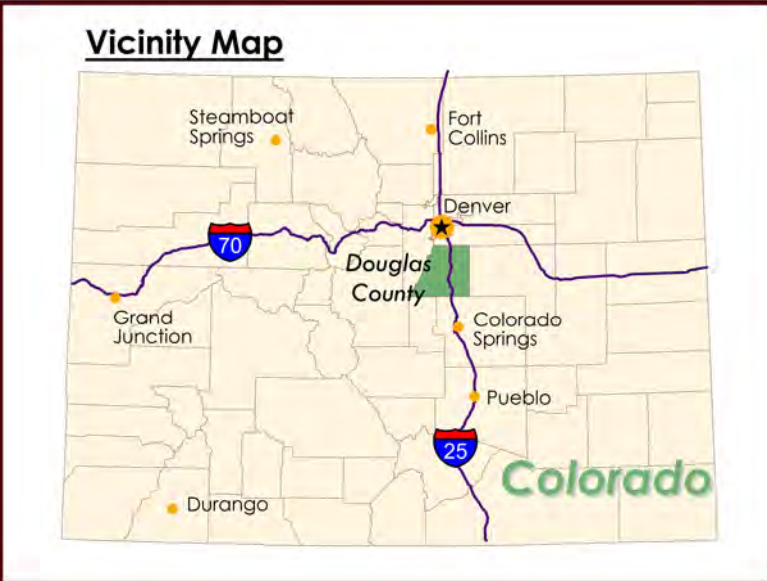 Vicinity Map
Steamboat
Springs
Fort
Collins
Denver
70
Douglas
County
Grand
Junction
Colorado
Springs
Pueblo
25
Colorado
Durango